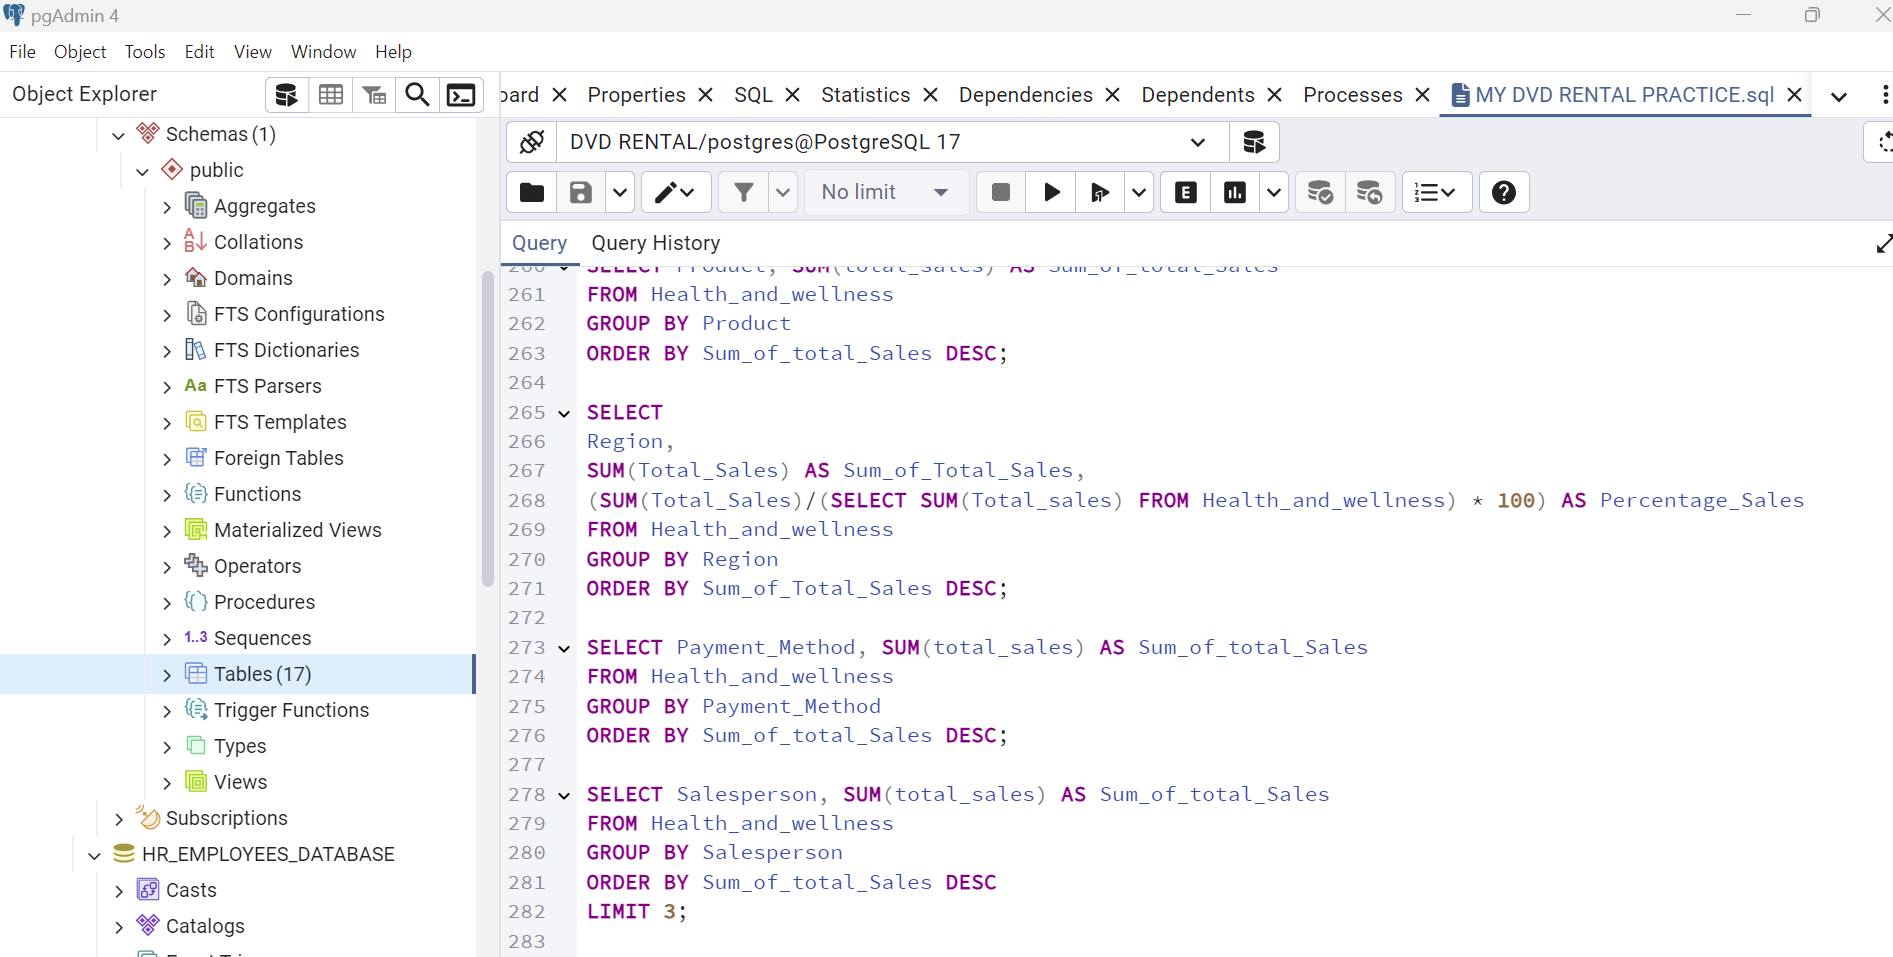 pgAdmin 4
File Object Tools Edit View Window Help
Object Explorer
Schemas (1)
public
Aggregates
Collations
Domains
FTS Configurations
FTS Dictionaries
Aa FTS Parsers
FTS Templates
Foreign Tables
Functions
Materialized Views
Operators
Procedures
1..3 Sequences
Tables (17)
Trigger Functions
Types
Views
Subscriptions
HR_EMPLOYEES_DATABASE
Casts
Catalogs
Properties SQL Statistics Dependencies Dependents Processes MY DVD RENTAL PRACTICE.sql
DVD RENTAL/postgres@PostgreSQL 17
No limit E
Query Query History
260 SELECT Product, SUM(total_sales) AS Sum_of_total_Sales
261 FROM Health_and_wellness
262 GROUP BY Product
263 ORDER BY Sum_of_total_Sales DESC;
264
265 SELECT
266 Region,
267 SUM(Total_Sales) AS Sum_of_Total_Sales,
268 (SUM(Total_Sales)/(SELECT SUM(Total_sales) FROM Health_and_wellness) * 100) AS Percentage_Sales
269 FROM Health_and_wellness
270 GROUP BY Region
271 ORDER BY Sum_of_Total_Sales DESC;
272
273 SELECT Payment_Method, SUM(total_sales) AS Sum_of_total_Sales
274 FROM Health_and_wellness
275 GROUP BY Payment_Method
276 ORDER BY Sum_of_total_Sales DESC;
277
278 SELECT Salesperson, SUM(total_sales) AS Sum_of_total_Sales
279 FROM Health_and_wellness
280 GROUP BY Salesperson
281 ORDER BY Sum_of_total_Sales DESC
282 LIMIT 3;
283